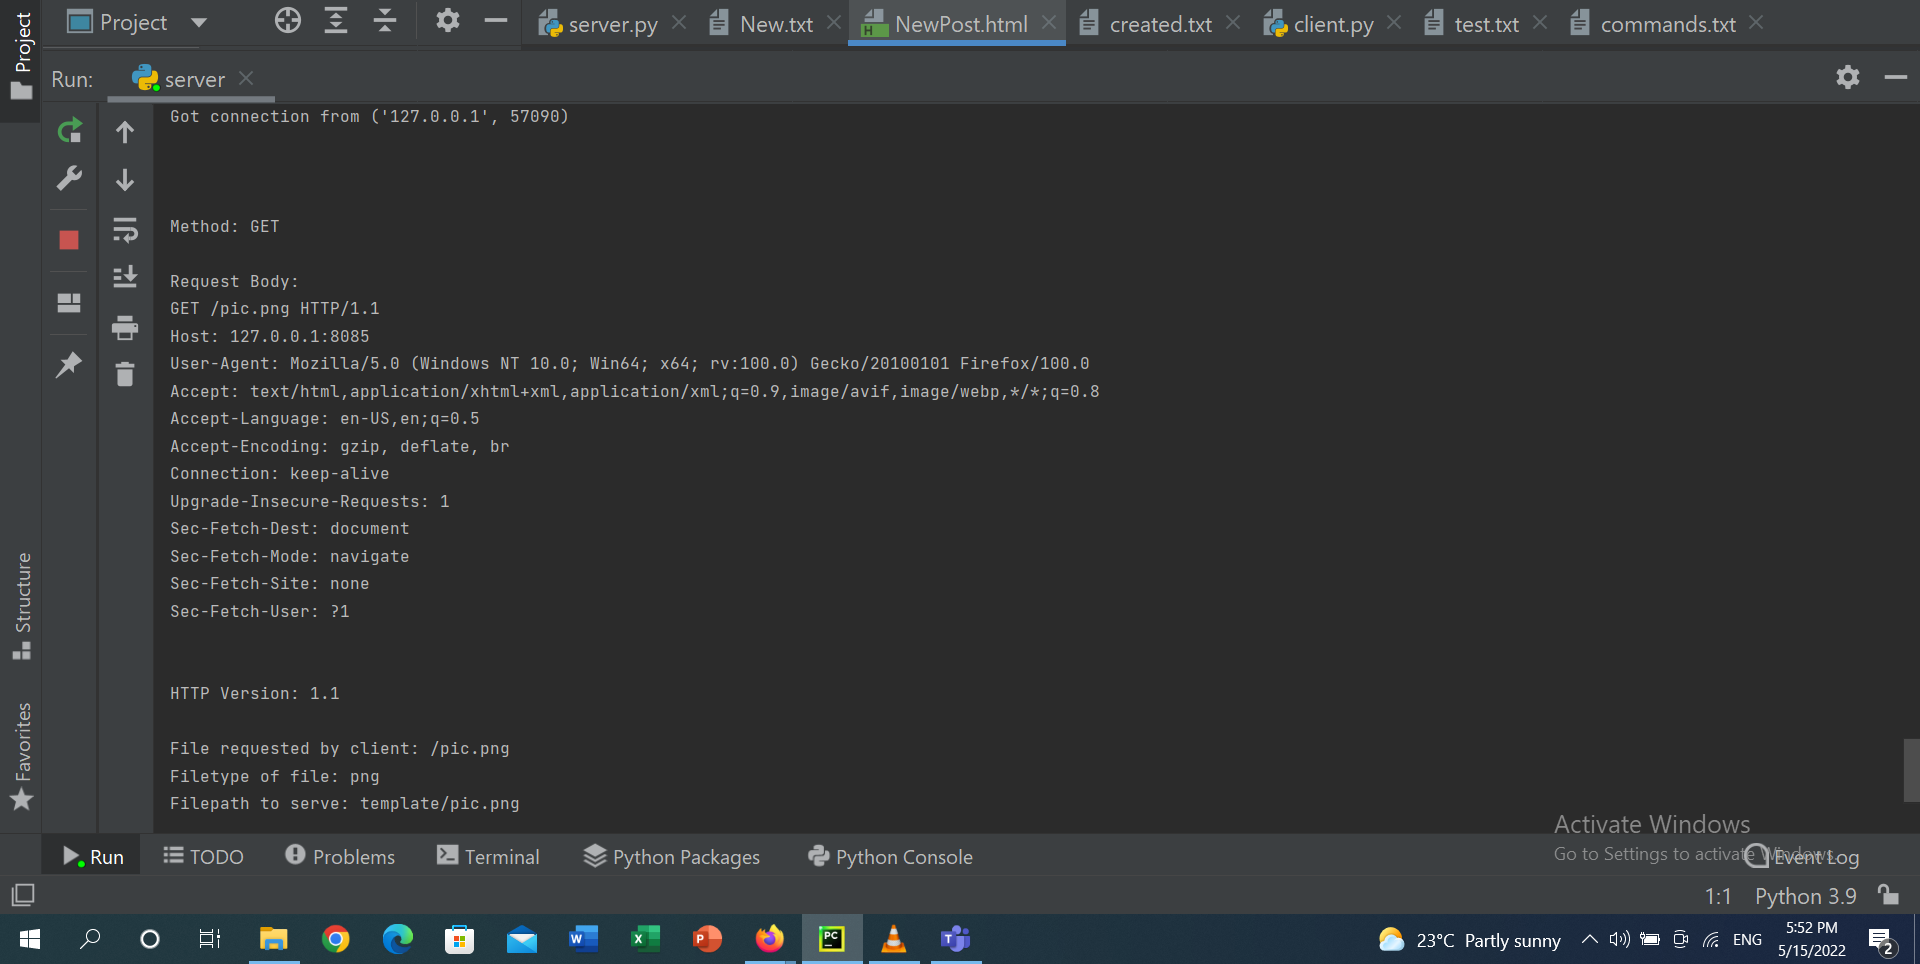 Project
Project
server.py
New.txt
NewPost.html
created.txt
client.py
test.txt
commands.txt
Run:
server
Got connection from ('127.0.0.1', 57090)
Method: GET
Request Body:
GET /pic.png HTTP/1.1
Host: 127.0.0.1:8085
User-Agent: Mozilla/5.0 (Windows NT 10.0; Win64; x64; rv:100.0) Gecko/20100101 Firefox/100.0
Accept: text/html,application/xhtml+xml,application/xml;q=0.9,image/avif,image/webp,*/*;q=0.8
Accept-Language: en-US,en;q=0.5
Accept-Encoding: gzip, deflate, br
Connection: keep-alive
Upgrade-Insecure-Requests: 1
Sec-Fetch-Dest: document
Sec-Fetch-Mode: navigate
Sec-Fetch-Site: none
Sec-Fetch-User: ?1
HTTP Version: 1.1
File requested by client: /pic.png
Filetype of file: png
Filepath to serve: template/pic.png
Structure
Favorites
Activate Windows
Go to Settings to activate Windows.
Run
TODO
Problems
Terminal
Python Packages
Python Console
Event Log
1:1
Python 3.9
23°C Partly sunny
ENG
5:52 PM
5/15/2022
2